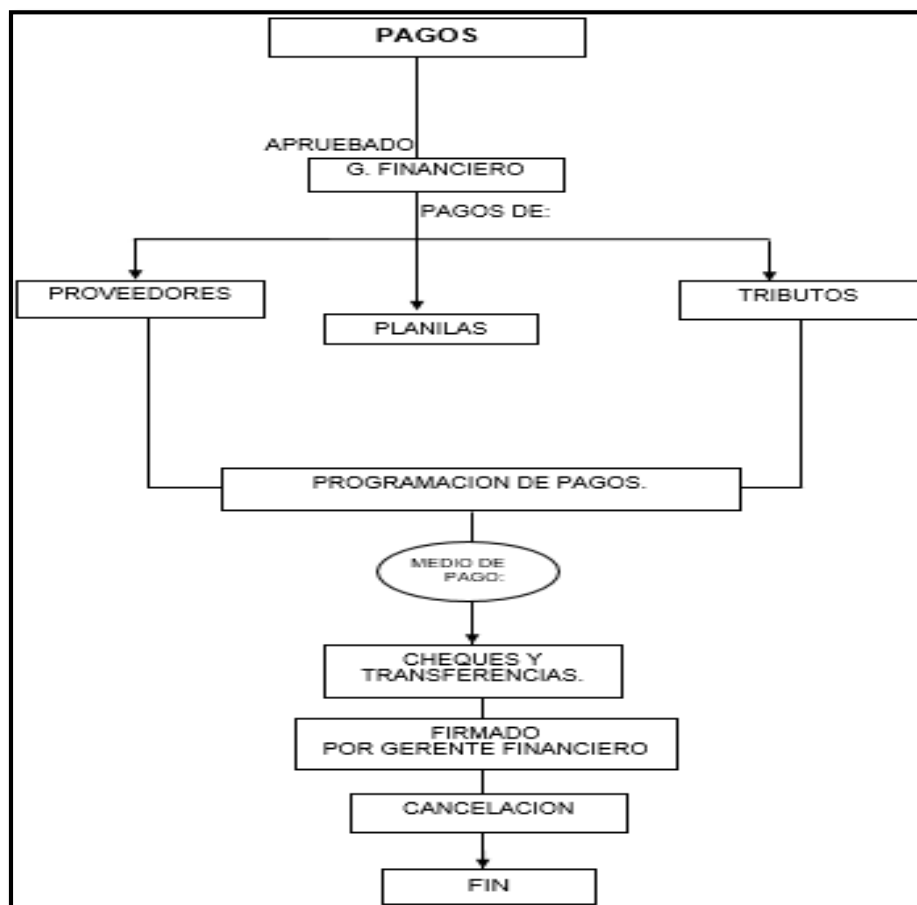 PAGOS
APRUEBADO
G. FINANCIERO
PAGOS DE:
PROVEEDORES
PLANILAS
TRIBUTOS
PROGRAMACION DE PAGOS.
MEDIO DE
PAGO:
CHEQUES Y
TRANSFERENCIAS.
FIRMADO
POR GERENTE FINANCIERO
CANCELACION
FIN